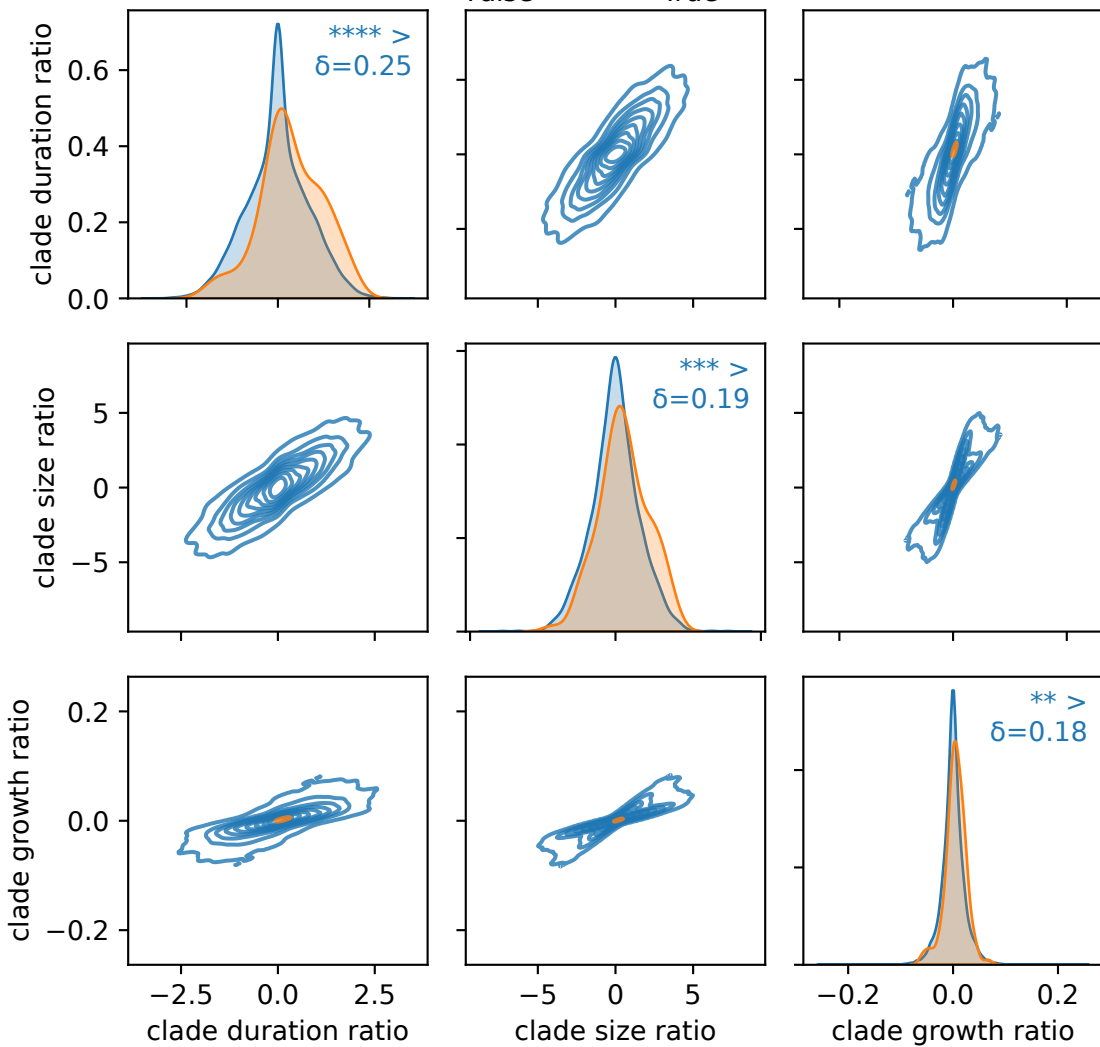 clade duration ratio
0.6
0.4
0.2
0.0
**** >
δ=0.25
clade size ratio
5
0
−5
*** >
δ=0.19
clade growth ratio
0.2
0.0
−0.2
** >
δ=0.18
−2.5 0.0 2.5
−5 0 5
−0.2 0.0 0.2
clade duration ratio
clade size ratio
clade growth ratio